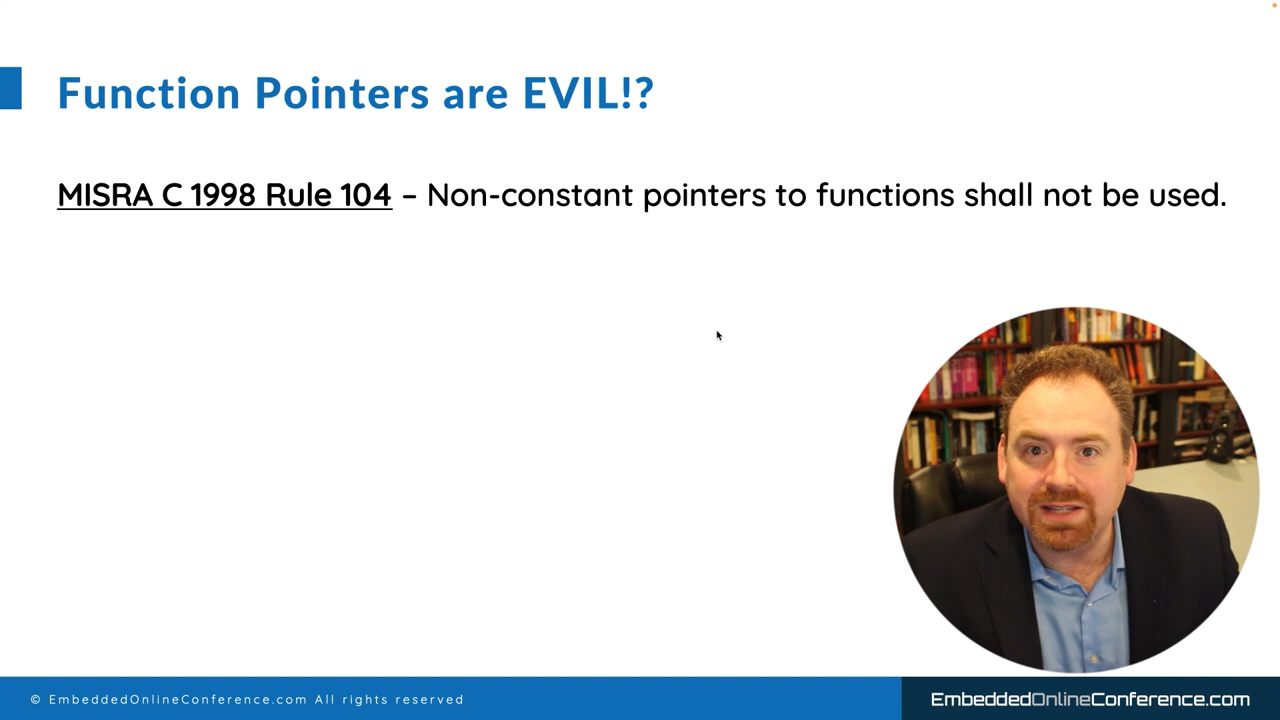 Function Pointers are EVIL!?
MISRA C 1998 Rule 104 – Non-constant pointers to functions shall not be used.
© EmbeddedOnlineConference.com All rights reserved
EmbeddedOnlineConference.com